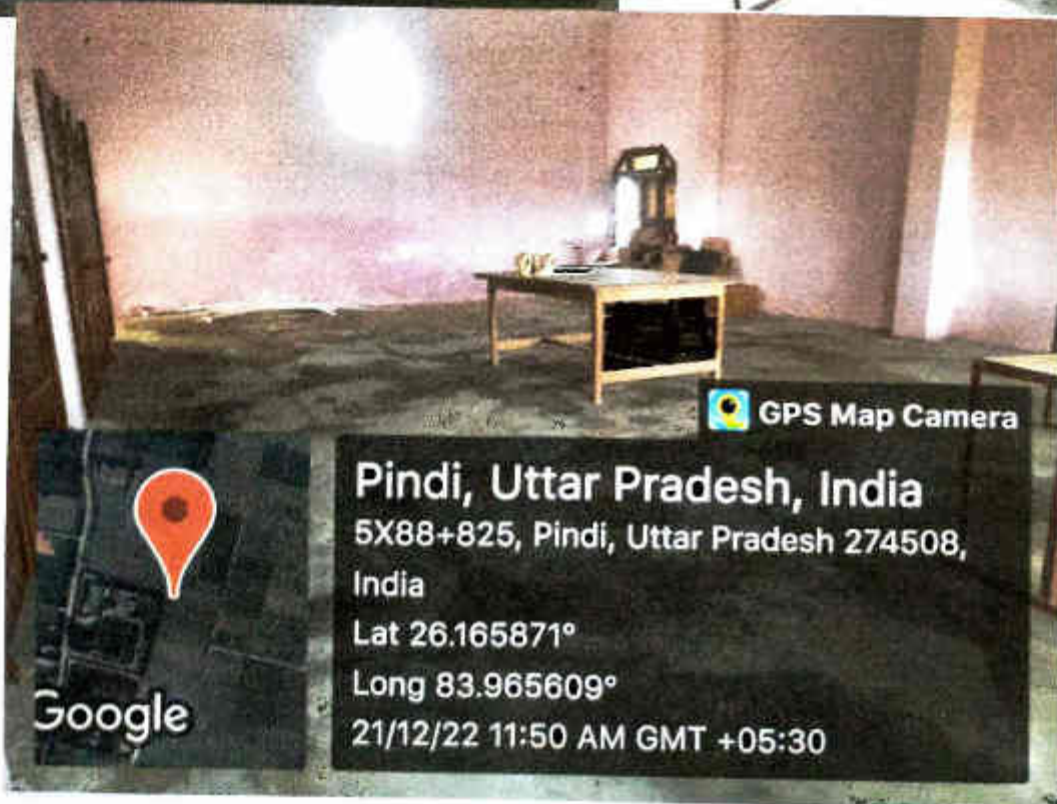 GPS Map Camera
Pindi, Uttar Pradesh, India
5X88+825, Pindi, Uttar Pradesh 274508,
India
Lat 26.165871°
Long 83.965609°
21/12/22 11:50 AM GMT +05:30
Google